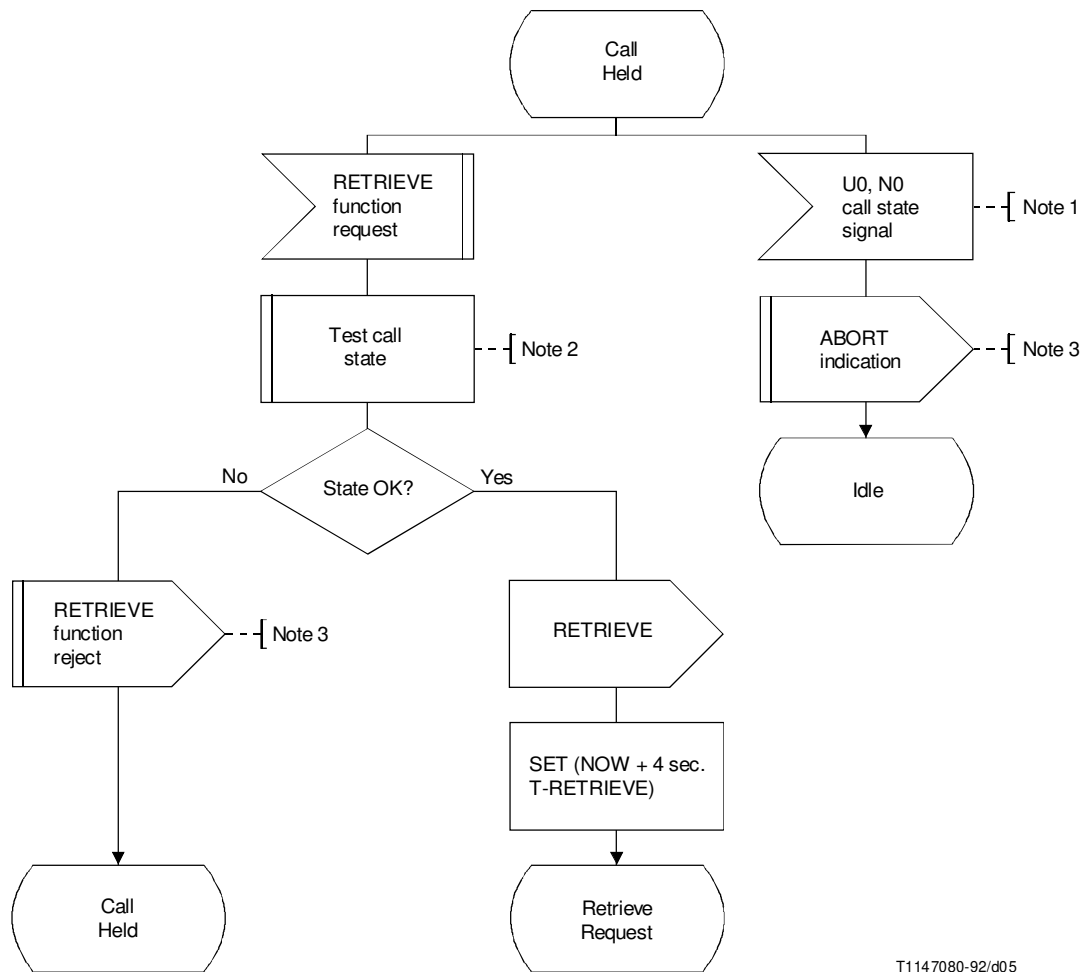 Call
Held
RETRIEVE
function
request
U0, N0
call state
signal
Note 1
Test call
state
Note 2
ABORT
indication
Note 3
No
State OK?
Yes
Idle
RETRIEVE
function
reject
Note 3
RETRIEVE
SET (NOW + 4 sec.
T-RETRIEVE)
Call
Held
Retrieve
Request
T1147080-92/d05